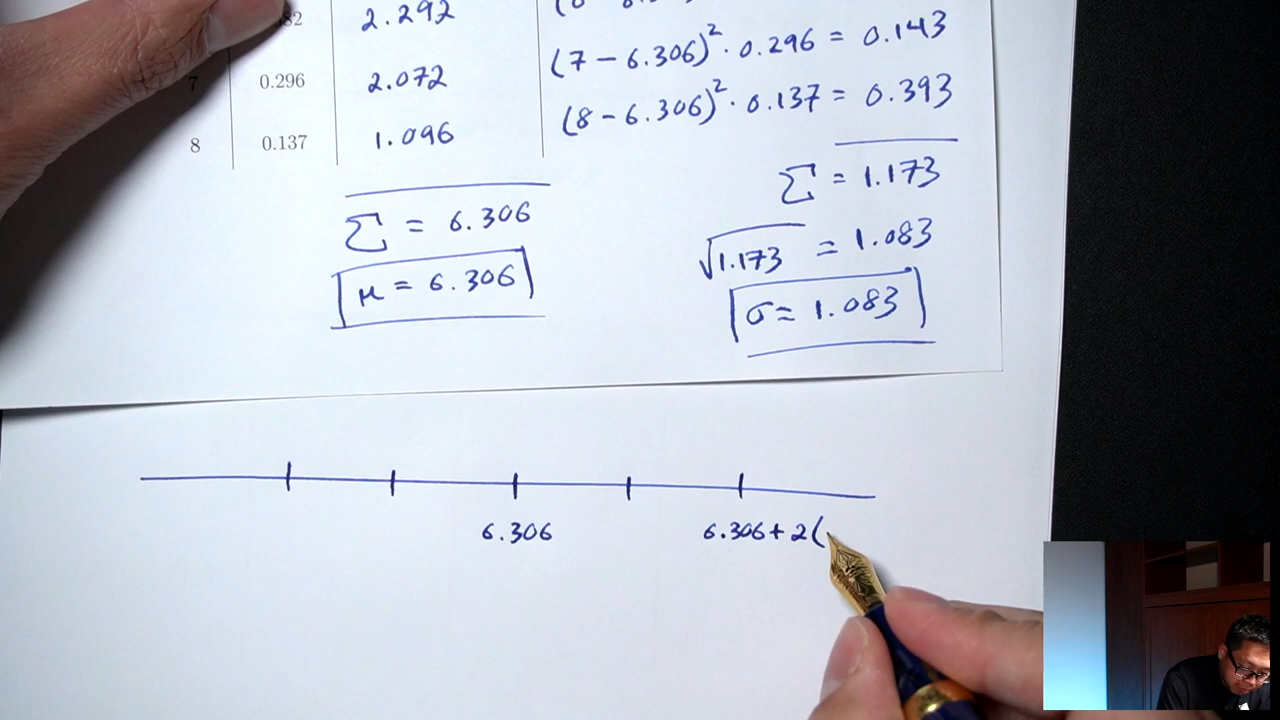 2.292
7 0.296 2.072 (7 − 6.306)². 0.296 = 0.143
8 0.137 1.096 (8 − 6.306)². 0.137 = 0.393
Σ = 6.306 Σ = 1.173
μ = 6.306 √1.173 = 1.083
σ = 1.083
6.306 6.306 + 2(